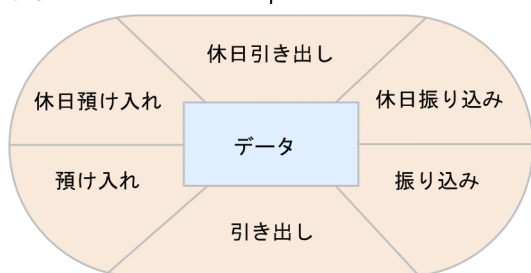 休日引き出し
休日預け入れ
休日振り込み
データ
預け入れ
振り込み
引き出し